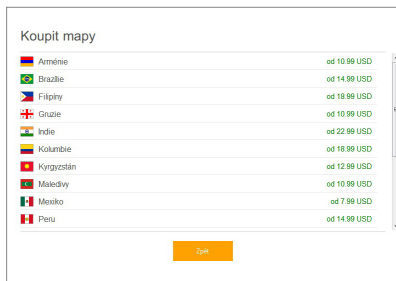 Koupit mapy
Arménie od 10.99 USD
Brazílie od 14.99 USD
Filipíny od 18.99 USD
Gruzie od 10.99 USD
Indie od 22.99 USD
Kolumbie od 18.99 USD
Kyrgyzstán od 12.99 USD
Maledivy od 10.99 USD
Mexiko od 7.99 USD
Peru od 14.99 USD
Zpět